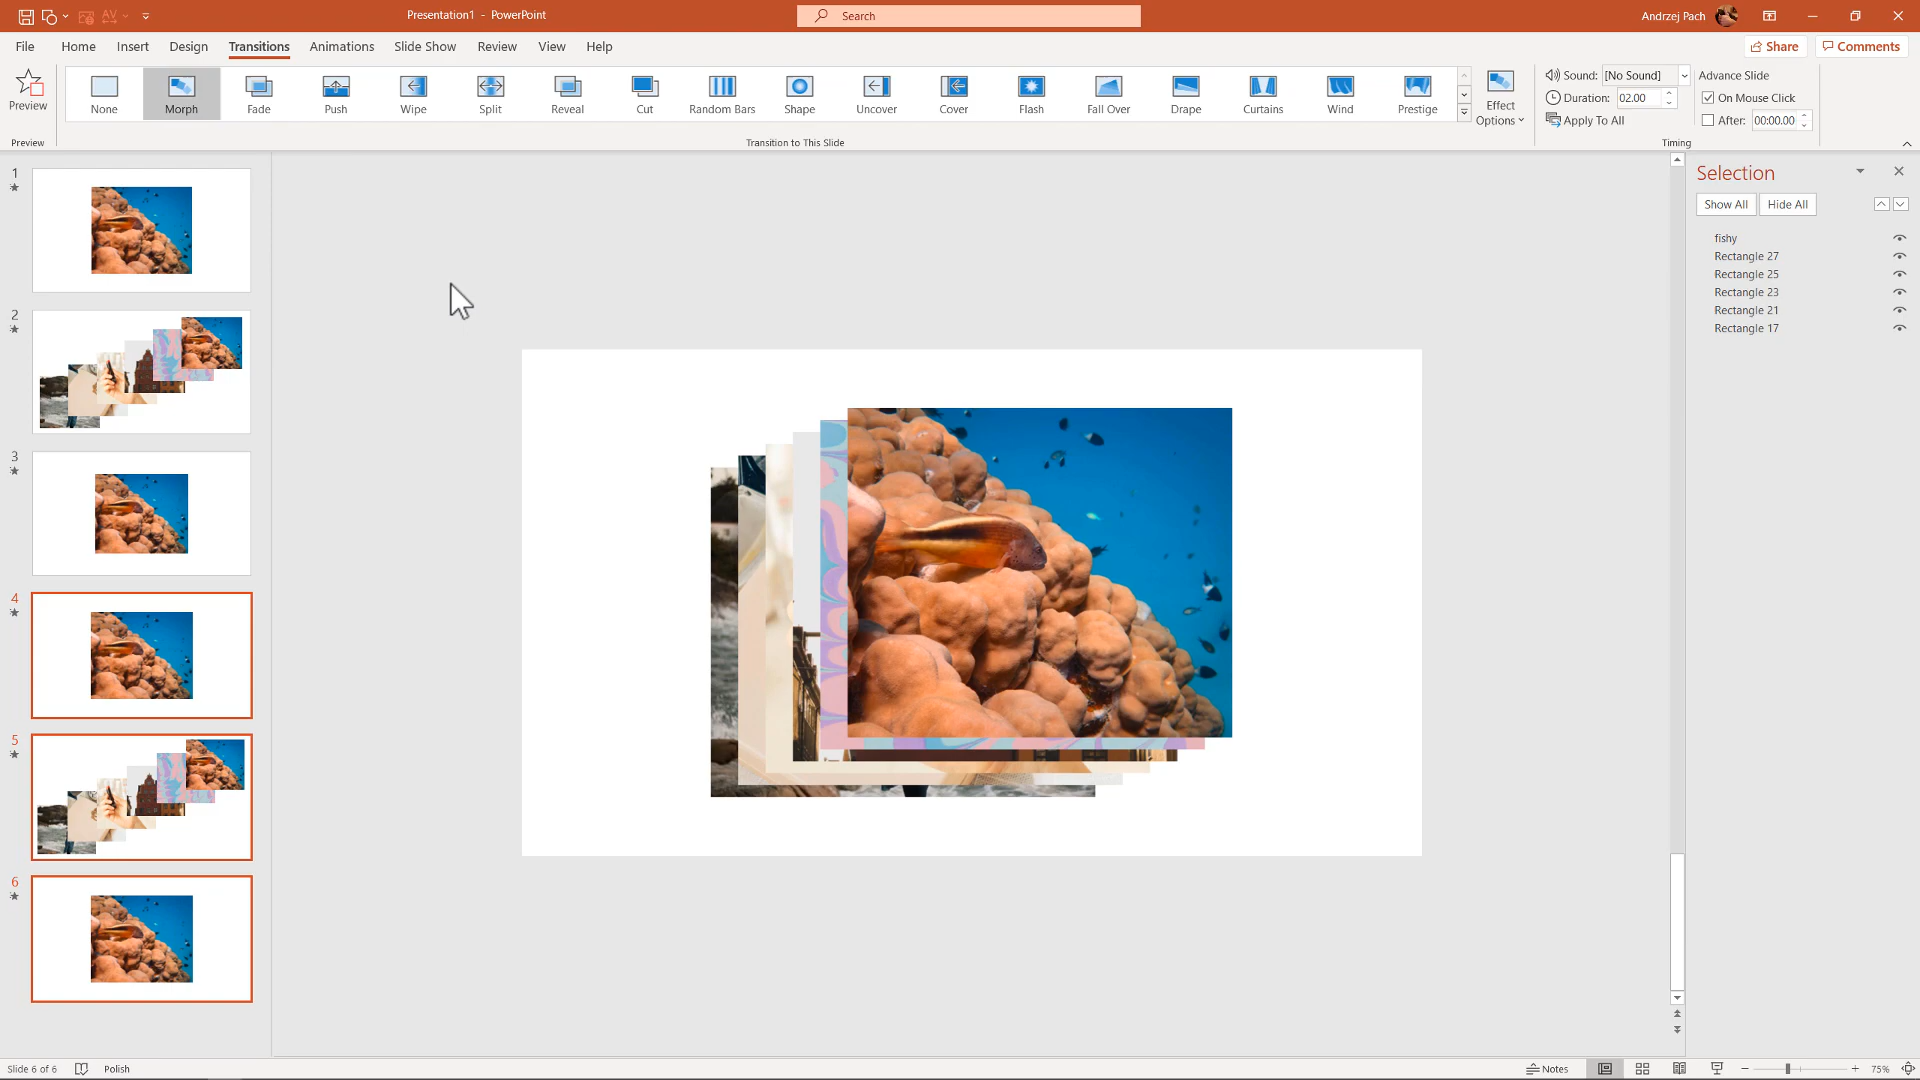 AV
Presentation1 - PowerPoint
Search
Andrzej Pach
File Home Insert Design Transitions Animations Slide Show Review View Help
Share Comments
Preview
None Morph Fade Push Wipe Split Reveal Cut Random Bars Shape Uncover Cover Flash Fall Over Drape Curtains Wind Prestige
Effect Options
Sound: [No Sound]
Duration: 02.00
Apply To All
Advance Slide
On Mouse Click
After: 00:00.00
Preview
Transition to This Slide
Timing
1
2
3
4
5
6
Selection
Show All Hide All
fishy
Rectangle 27
Rectangle 25
Rectangle 23
Rectangle 21
Rectangle 17
Slide 6 of 6 Polish
Notes
75%